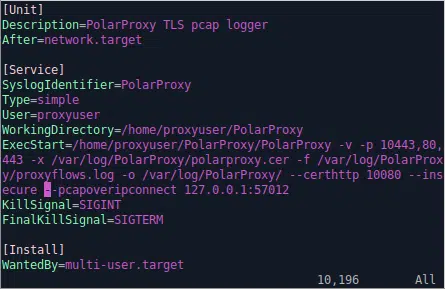 [Unit]
Description=PolarProxy TLS pcap logger
After=network.target

[Service]
SyslogIdentifier=PolarProxy
Type=simple
User=proxyuser
WorkingDirectory=/home/proxyuser/PolarProxy
ExecStart=/home/proxyuser/PolarProxy/PolarProxy -v -p 10443,80,
443 -x /var/log/PolarProxy/polarproxy.cer -f /var/log/PolarProx
y/proxyflows.log -o /var/log/PolarProxy/ --certhttp 10080 --ins
ecure --pcapoveripconnect 127.0.0.1:57012
KillSignal=SIGINT
FinalKillSignal=SIGTERM

[Install]
WantedBy=multi-user.target
10,196 All